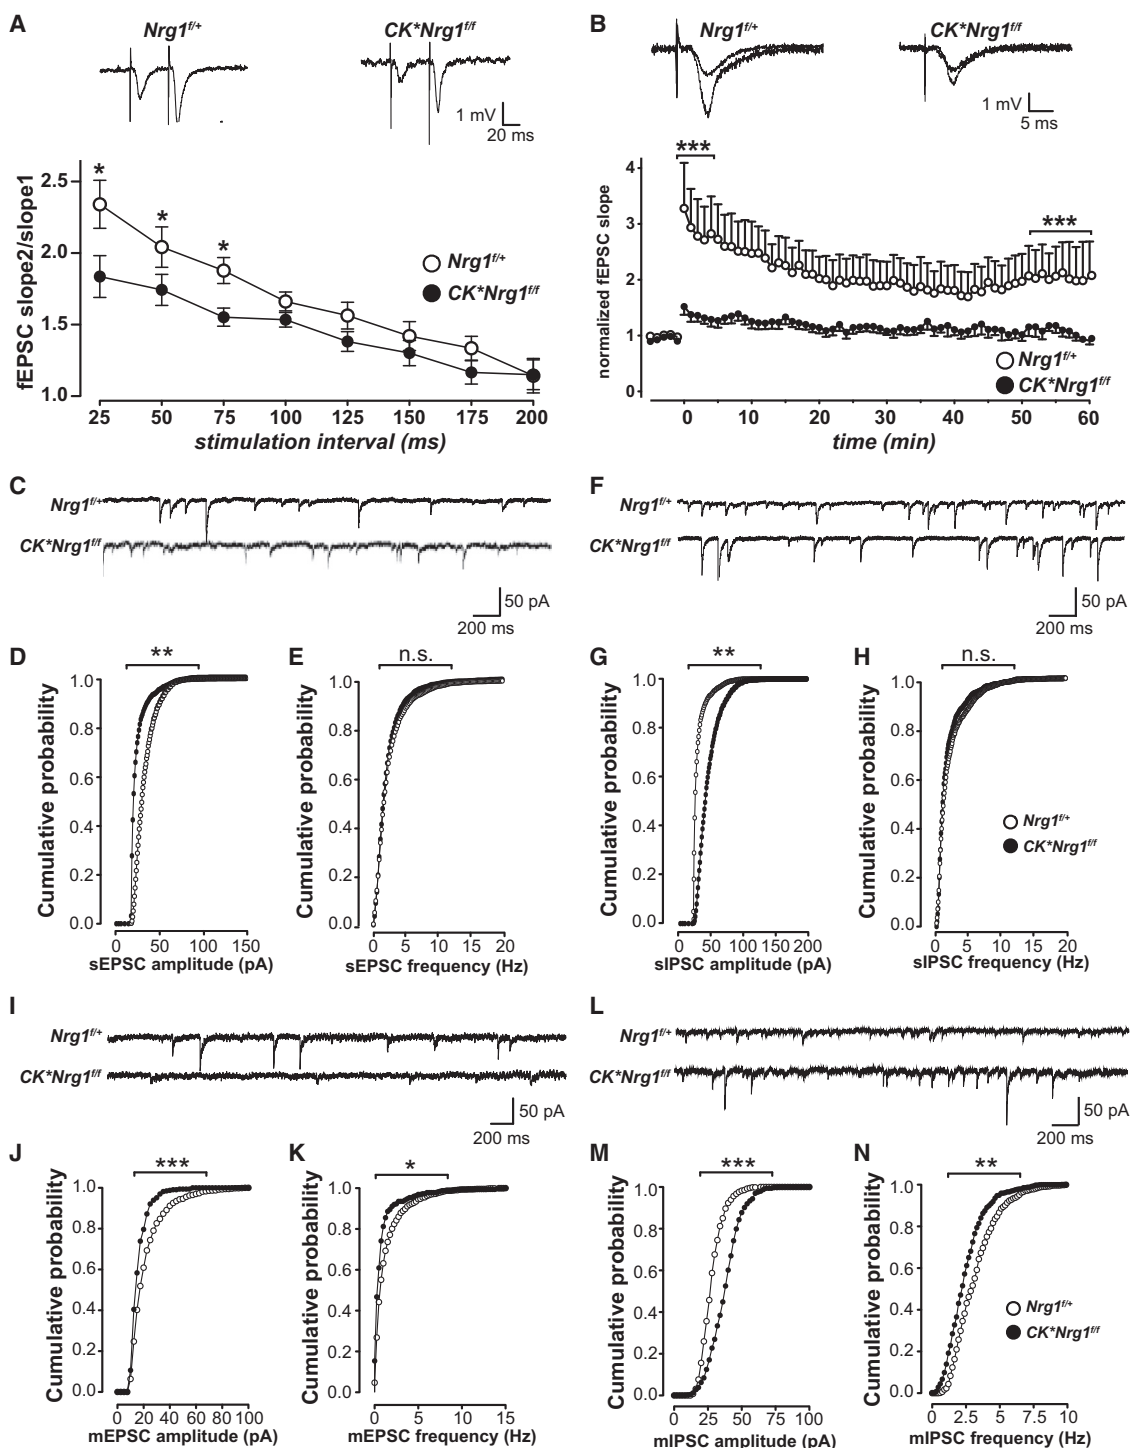 A
Nrg1f/+
CK*Nrg1f/f
1 mV
20 ms
*
*
*
2.5
2.0
1.5
1.0
fEPSC slope2/slope1
Nrg1f/+
CK*Nrg1f/f
25 50 75 100 125 150 175 200
stimulation interval (ms)
B
Nrg1f/+
CK*Nrg1f/f
1 mV
5 ms
***
***
4
3
2
1
0
normalized fEPSC slope
Nrg1f/+
CK*Nrg1f/f
0 10 20 30 40 50 60
time (min)
C
Nrg1f/+
CK*Nrg1f/f
50 pA
200 ms
F
Nrg1f/+
CK*Nrg1f/f
50 pA
200 ms
D
**
1.0
0.8
0.6
0.4
0.2
0.0
Cumulative probability
0 50 100 150
sEPSC amplitude (pA)
E
n.s.
1.0
0.8
0.6
0.4
0.2
0.0
Cumulative probability
0 5 10 15 20
sEPSC frequency (Hz)
G
**
1.0
0.8
0.6
0.4
0.2
0.0
Cumulative probability
0 50 100 150 200
sIPSC amplitude (pA)
H
n.s.
1.0
0.8
0.6
0.4
0.2
0.0
Cumulative probability
Nrg1f/+
CK*Nrg1f/f
0 5 10 15 20
sIPSC frequency (Hz)
I
Nrg1f/+
CK*Nrg1f/f
50 pA
200 ms
L
Nrg1f/+
CK*Nrg1f/f
50 pA
200 ms
J
***
1.0
0.8
0.6
0.4
0.2
0.0
Cumulative probability
0 20 40 60 80 100
mEPSC amplitude (pA)
K
*
1.0
0.8
0.6
0.4
0.2
0.0
Cumulative probability
0 5 10 15
mEPSC frequency (Hz)
M
***
1.0
0.8
0.6
0.4
0.2
0.0
Cumulative probability
0 25 50 75 100
mIPSC amplitude (pA)
N
**
1.0
0.8
0.6
0.4
0.2
0.0
Cumulative probability
Nrg1f/+
CK*Nrg1f/f
0 2.5 5 7.5 10
mIPSC frequency (Hz)